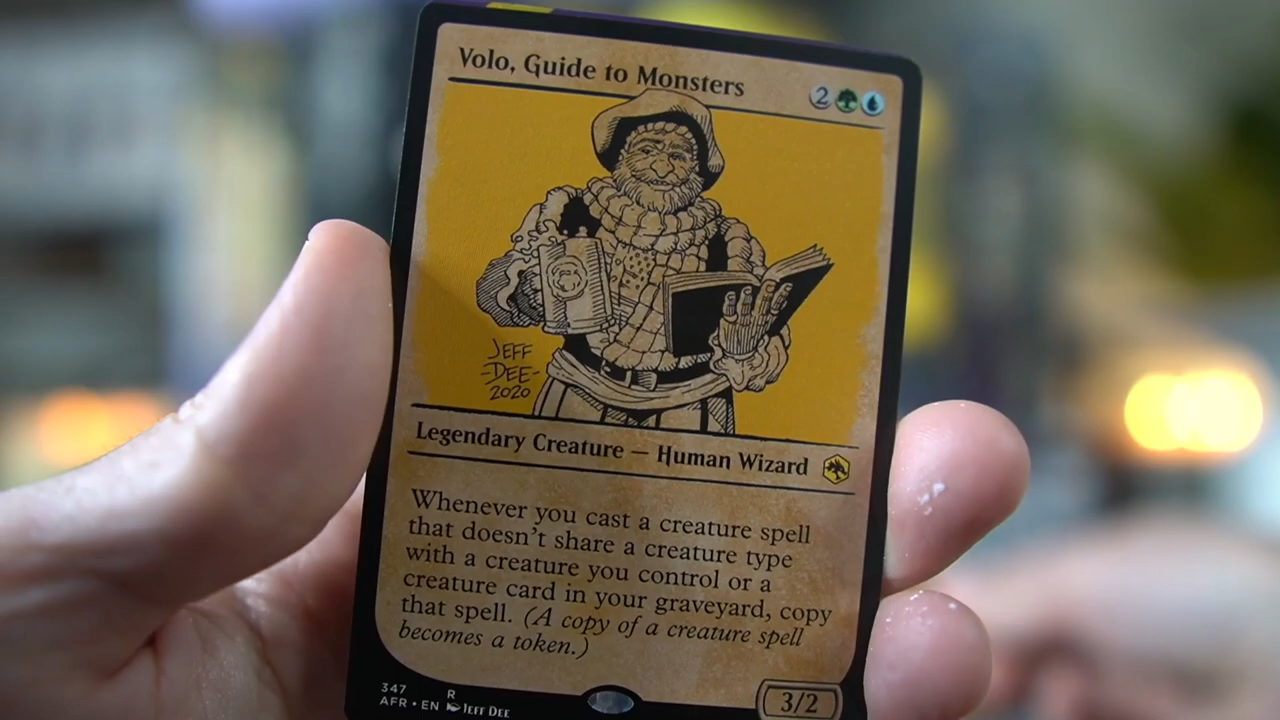 Volo, Guide to Monsters 2
JEFF
-DEE-
2020
Legendary Creature — Human Wizard
Whenever you cast a creature spell
that doesn't share a creature type
with a creature you control or a
creature card in your graveyard, copy
that spell. (A copy of a creature spell
becomes a token.)
3/2
347 R
AFR • EN JEFF DEE